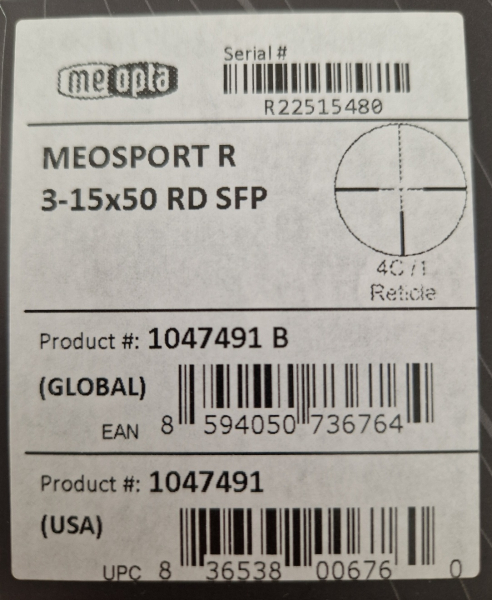 meopta
Serial #
R22515480
MEOSPORT R
3-15x50 RD SFP
4C /1
Reticle
Product #: 1047491 B
(GLOBAL)
EAN 8 594050 736764
Product #: 1047491
(USA)
UPC 8 36538 00676 0